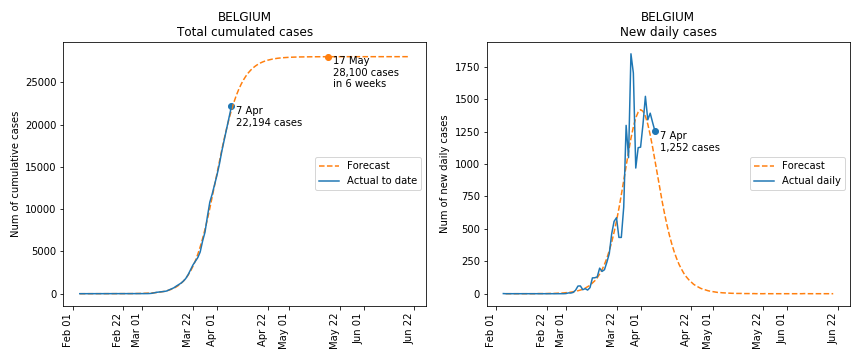 BELGIUM
Total cumulated cases
Num of cumulative cases
25000
20000
15000
10000
5000
0
17 May
28,100 cases
in 6 weeks
7 Apr
22,194 cases
Forecast
Actual to date
Feb 01
Feb 22
Mar 01
Mar 22
Apr 01
Apr 22
May 01
May 22
Jun 01
Jun 22
BELGIUM
New daily cases
Num of new daily cases
1750
1500
1250
1000
750
500
250
0
7 Apr
1,252 cases
Forecast
Actual daily
Feb 01
Feb 22
Mar 01
Mar 22
Apr 01
Apr 22
May 01
May 22
Jun 01
Jun 22